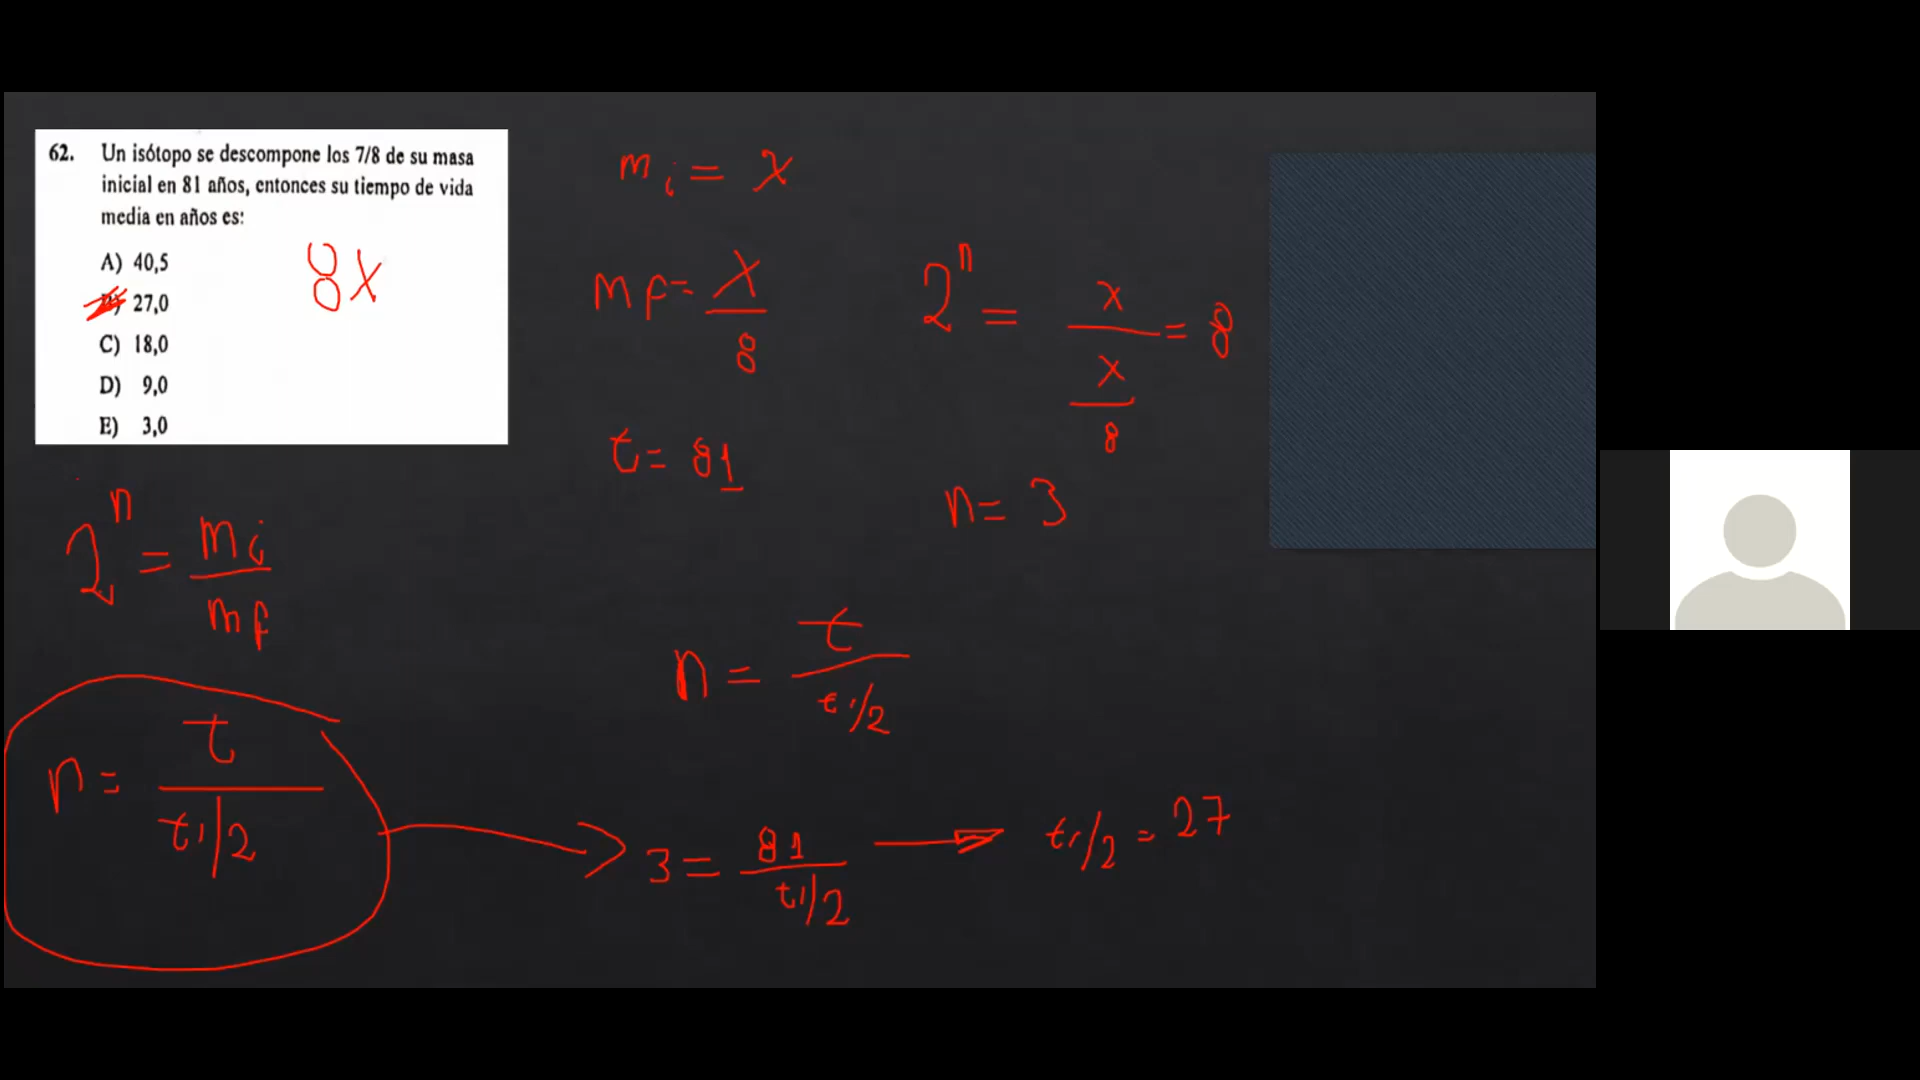 62. Un isótopo se descompone los 7/8 de su masa
inicial en 81 años, entonces su tiempo de vida
media en años es:
A) 40,5
27,0
C) 18,0
D) 9,0
E) 3,0
8x
2^n = mi/mf
n = t/t1/2
mi = x
mf = x/8
t = 81
2^n = x/(x/8) = 8
n = 3
n = t/t1/2
3 = 81/t1/2
t1/2 = 27